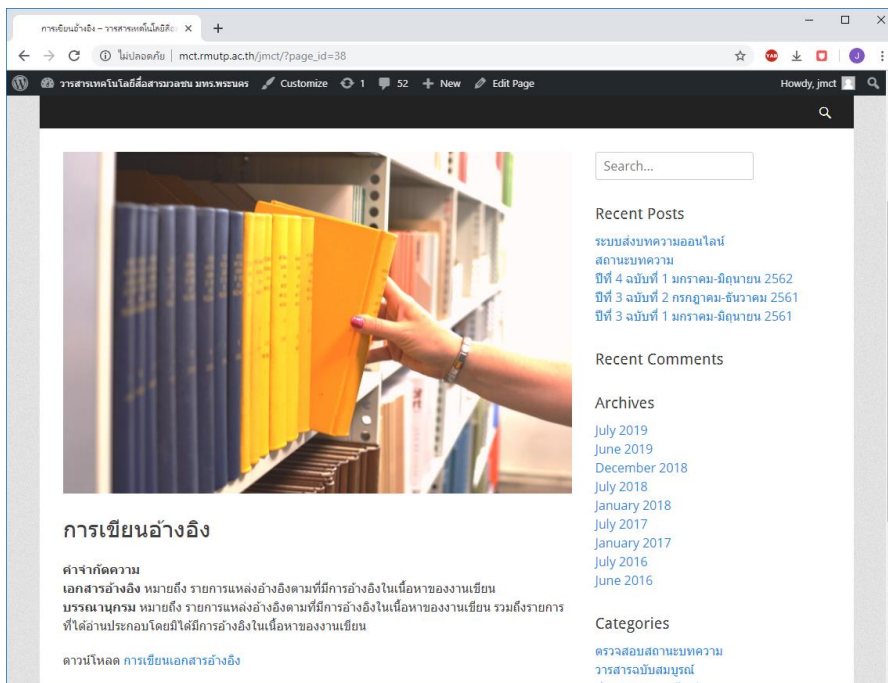 การเขียนอ้างอิง – วารสารเทคโนโลยีสื่อ
ไม่ปลอดภัย | mct.rmutp.ac.th/jmct/?page_id=38
วารสารเทคโนโลยีสื่อสารมวลชน มทร.พระนคร Customize 1 52 + New Edit Page Howdy, jmct
Search...
Recent Posts
ระบบส่งบทความออนไลน์
สถานะบทความ
ปีที่ 4 ฉบับที่ 1 มกราคม-มิถุนายน 2562
ปีที่ 3 ฉบับที่ 2 กรกฎาคม-ธันวาคม 2561
ปีที่ 3 ฉบับที่ 1 มกราคม-มิถุนายน 2561
Recent Comments
Archives
July 2019
June 2019
December 2018
July 2018
January 2018
July 2017
January 2017
July 2016
June 2016
Categories
ตรวจสอบสถานะบทความ
วารสารฉบับสมบูรณ์
การเขียนอ้างอิง
คำจำกัดความ
เอกสารอ้างอิง หมายถึง รายการแหล่งอ้างอิงตามที่มีการอ้างอิงในเนื้อหาของงานเขียน
บรรณานุกรม หมายถึง รายการแหล่งอ้างอิงตามที่มีการอ้างอิงในเนื้อหาของงานเขียน รวมถึงรายการ
ที่ได้อ่านประกอบโดยมิได้มีการอ้างอิงในเนื้อหาของงานเขียน
ดาวน์โหลด การเขียนเอกสารอ้างอิง